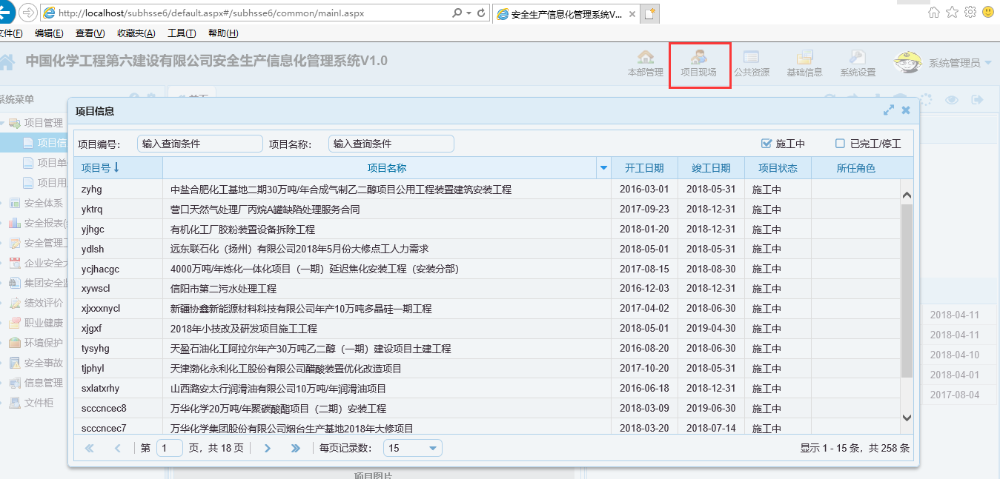 http://localhost/subhsse6/default.aspx#/subhsse6/common/mainI.aspx
安全生产信息化管理系统V...
文件(F) 编辑(E) 查看(V) 收藏夹(A) 工具(T) 帮助(H)
中国化学工程第六建设有限公司安全生产信息化管理系统V1.0
本部管理 项目现场 公共资源 基础信息 系统设置 系统管理员
系统菜单
项目信息
项目管理
项目编号: 输入查询条件 项目名称: 输入查询条件 施工中 已完工/停工
项目信
项目号 项目名称 开工日期 竣工日期 项目状态 所任角色
项目单
项目用
zyhg 中盐合肥化工基地二期30万吨/年合成气制乙二醇项目公用工程装置建筑安装工程 2016-03-01 2018-05-31 施工中
安全体系
yktrq 营口天然气处理厂丙烷A罐缺陷处理服务合同 2017-09-23 2018-12-31 施工中
安全报表(
yjhgc 有机化工厂胶粉装置设备拆除工程 2018-01-20 2018-12-31 施工中
安全管理工
ydlsh 远东联石化（扬州）有限公司2018年5月份大修点工人力需求 2018-05-01 2018-05-31 施工中
企业安全
ycjhacgc 4000万吨/年炼化一体化项目（一期）延迟焦化安装工程（安装分部） 2017-08-15 2018-08-30 施工中
集团安全监
xywscl 信阳市第二污水处理工程 2016-12-03 2018-12-31 施工中
绩效评价
xjxxxnycl 新疆协鑫新能源材料科技有限公司年产10万吨多晶硅一期工程 2017-04-02 2018-06-30 施工中
2018-04-11
职业健康
xjgxf 2018年小技改及研发项目施工工程 2018-05-01 2019-04-30 施工中
2018-04-11
环境保护
tysyhg 天盈石油化工阿拉尔年产30万吨乙二醇（一期）建设项目土建工程 2016-08-20 2018-06-30 施工中
2018-04-10
安全事故
tjphyl 天津渤化永利化工股份有限公司醋酸装置优化改造项目 2017-10-20 2018-05-31 施工中
2018-04-01
信息管理
sxlatxrhy 山西潞安太行润滑油有限公司10万吨/年润滑油项目 2016-06-18 2018-12-31 施工中
2017-08-04
文件柜
scccncec8 万华化学20万吨/年聚碳酸酯项目（二期）安装工程 2018-03-09 2019-06-30 施工中
scccncec7 万华化学集团股份有限公司烟台生产基地2018年大修项目 2018-03-20 2018-07-14 施工中
第 1 页, 共 18 页 每页记录数: 15 显示 1 - 15 条，共 258 条
项目图片